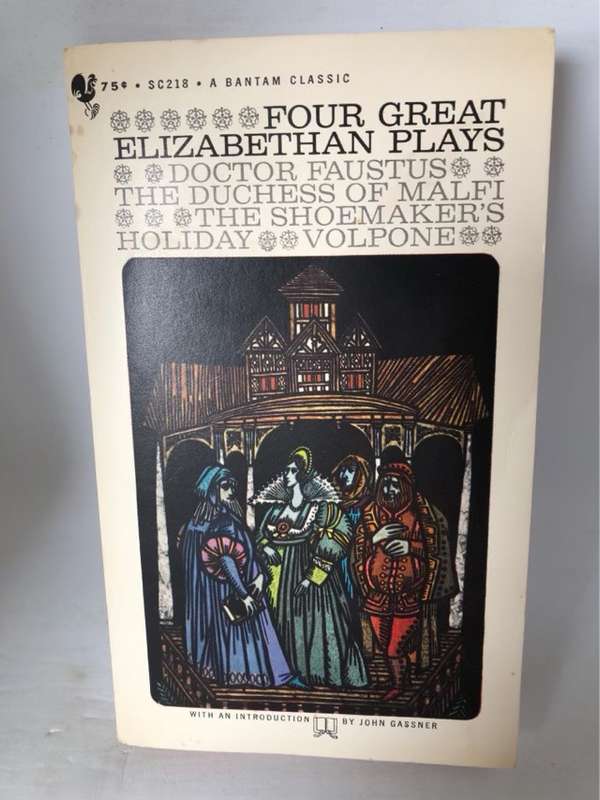 75¢ • SC218 • A BANTAM CLASSIC
FOUR GREAT
ELIZABETHAN PLAYS
DOCTOR FAUSTUS
THE DUCHESS OF MALFI
THE SHOEMAKER'S
HOLIDAY VOLPONE
WITH AN INTRODUCTION BY JOHN GASSNER